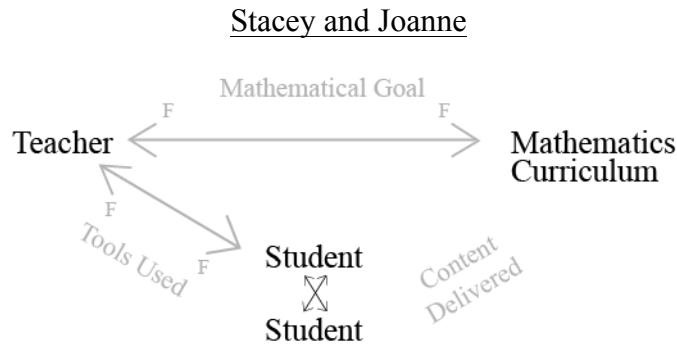 Stacey and Joanne
Mathematical Goal
F
F
Teacher
Mathematics
Curriculum
F
Tools Used
F
Student
Content
Delivered
Student